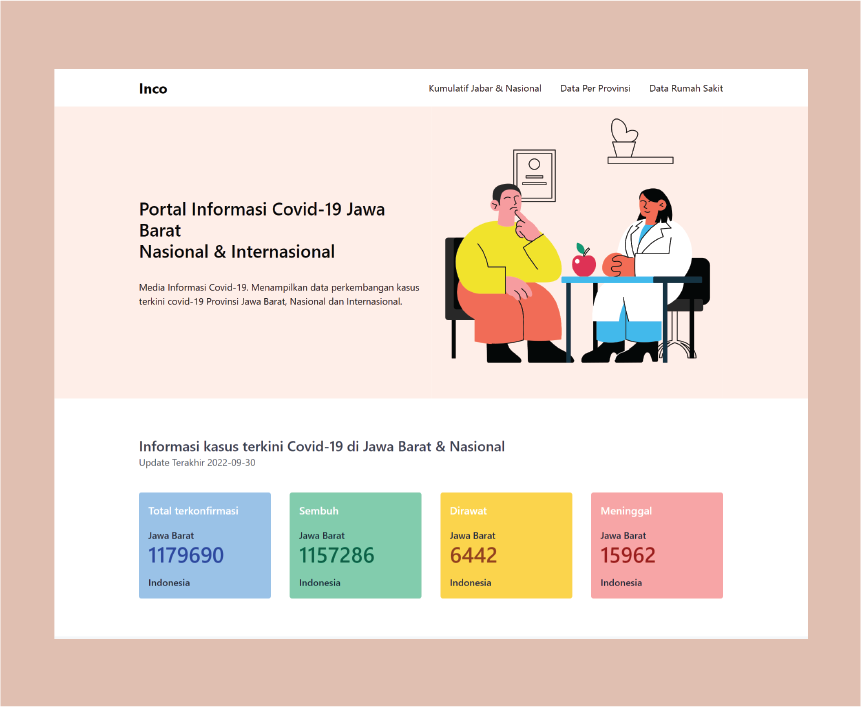 Inco
Kumulatif Jabar & Nasional
Data Per Provinsi
Data Rumah Sakit
Portal Informasi Covid-19 Jawa
Barat
Nasional & Internasional
Media Informasi Covid-19. Menampilkan data perkembangan kasus
terkini covid-19 Provinsi Jawa Barat, Nasional dan Internasional.
Informasi kasus terkini Covid-19 di Jawa Barat & Nasional
Update Terakhir 2022-09-30
Total terkonfirmasi
Jawa Barat
1179690
Indonesia
Sembuh
Jawa Barat
1157286
Indonesia
Dirawat
Jawa Barat
6442
Indonesia
Meninggal
Jawa Barat
15962
Indonesia